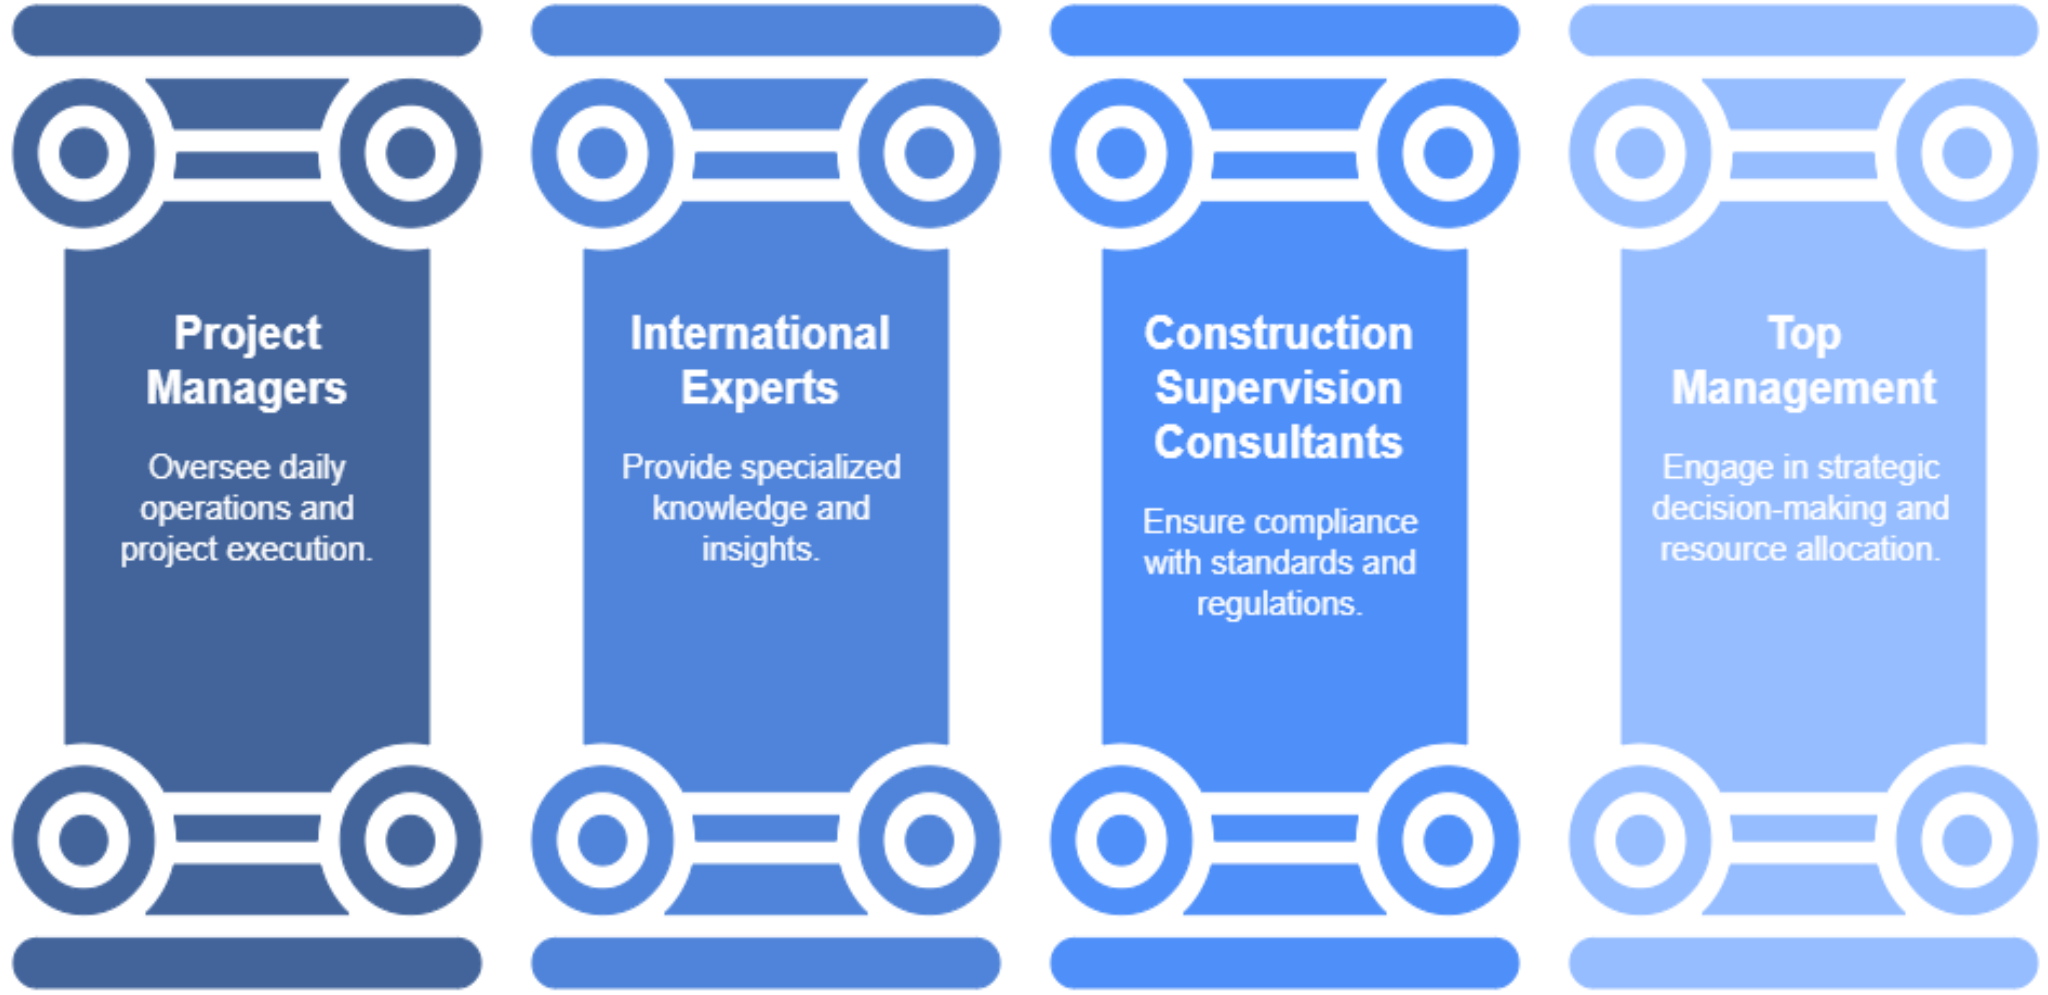 Project
Managers
Oversee daily
operations and
project execution.
International
Experts
Provide specialized
knowledge and
insights.
Construction
Supervision
Consultants
Ensure compliance
with standards and
regulations.
Top
Management
Engage in strategic
decision-making and
resource allocation.